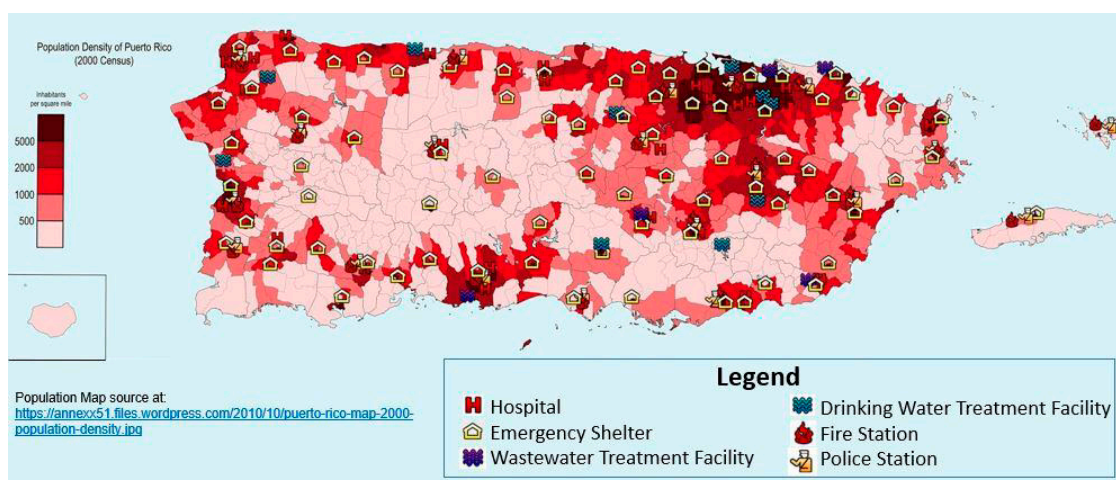 Population Density of Puerto Rico
(2000 Census)
Inhabitants
per square mile
5000
2000
1000
500
Population Map source at:
https://annexx51.files.wordpress.com/2010/10/puerto-rico-map-2000-
population-density.jpg
Legend
H Hospital
Emergency Shelter
Wastewater Treatment Facility
Drinking Water Treatment Facility
Fire Station
Police Station